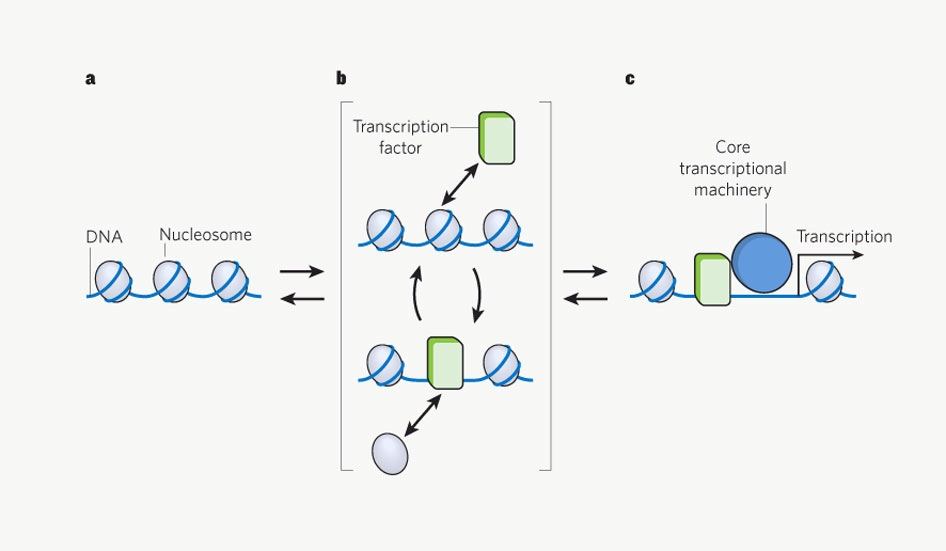 a
b
c
Transcription
factor
Core
transcriptional
machinery
DNA
Nucleosome
Transcription